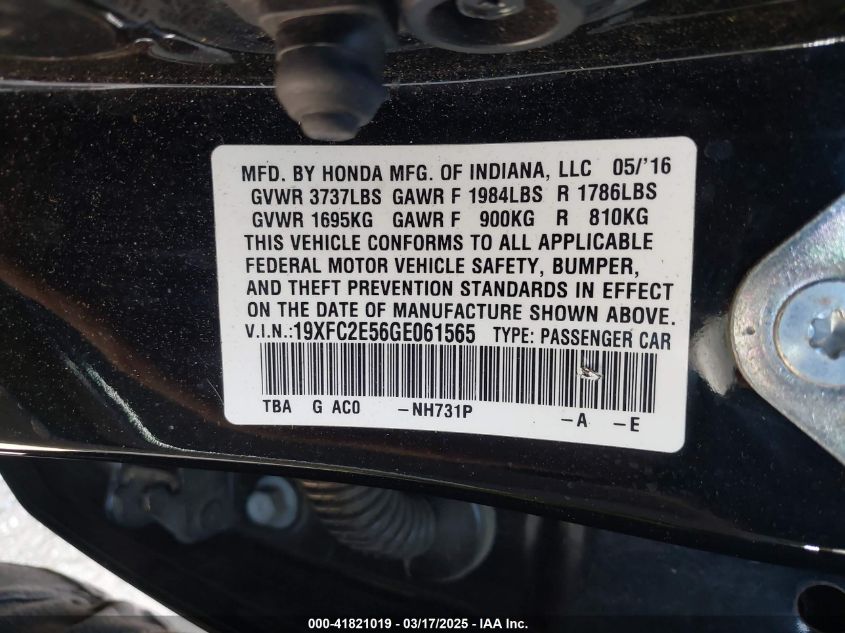 MFD. BY HONDA MFG. OF INDIANA, LLC 05/'16
GVWR 3737LBS GAWR F 1984LBS R 1786LBS
GVWR 1695KG GAWR F 900KG R 810KG
THIS VEHICLE CONFORMS TO ALL APPLICABLE
FEDERAL MOTOR VEHICLE SAFETY, BUMPER,
AND THEFT PREVENTION STANDARDS IN EFFECT
ON THE DATE OF MANUFACTURE SHOWN ABOVE.
V.I.N.:19XFC2E56GE061565 TYPE: PASSENGER CAR
TBA G AC0 -NH731P -A -E
000-41821019 — 03/17/2025 — IAA Inc.